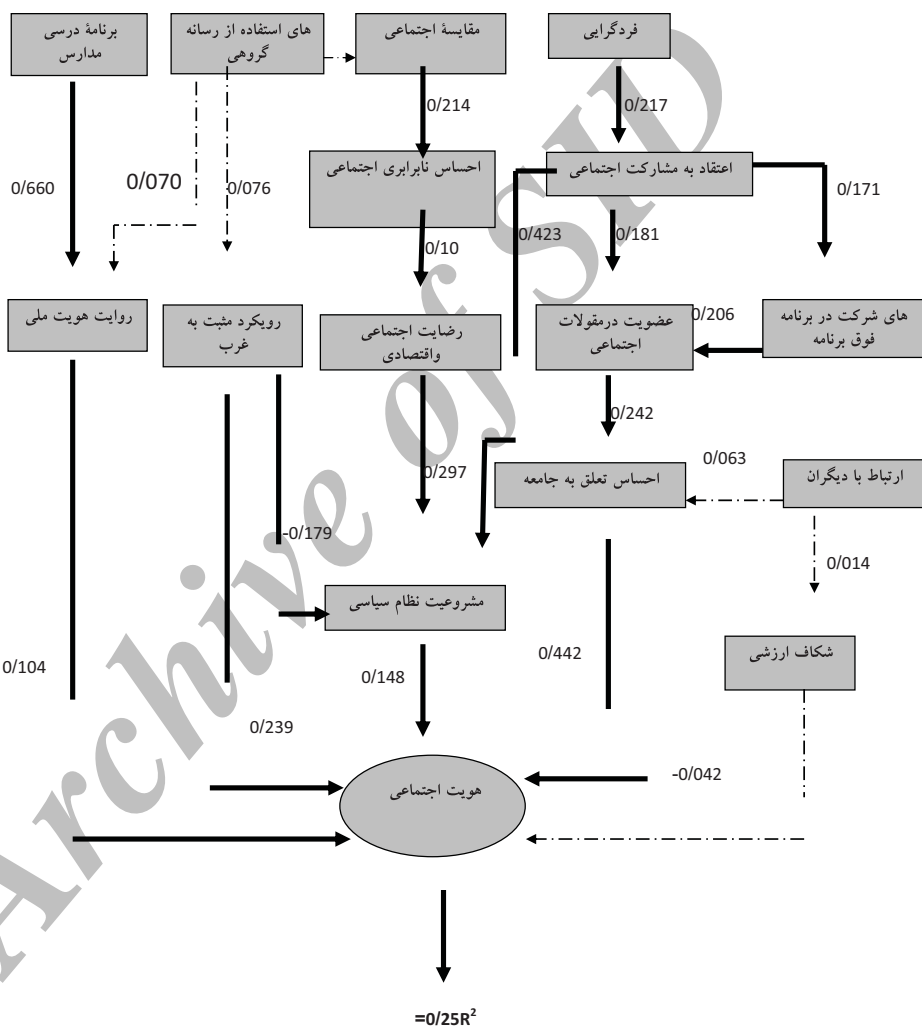 فردگرایی
مقایسهٔ اجتماعی
های استفاده از رسانه
گروهی
برنامهٔ درسی
مدارس
0/217
0/214
اعتقاد به مشارکت اجتماعی
احساس نابرابری اجتماعی
0/171
0/181
0/423
0/10
0/076
0/070
0/660
های شرکت در برنامه
فوق برنامه
0/206
عضویت درمقولات
اجتماعی
رضایت اجتماعی
واقتصادی
رویکرد مثبت به
غرب
روایت هویت ملی
0/242
0/063
ارتباط با دیگران
احساس تعلق به جامعه
0/297
-0/179
0/014
مشروعیت نظام سیاسی
شکاف ارزشی
0/442
0/148
0/104
0/239
-0/042
هویت اجتماعی
=0/25R²
Archive of SID